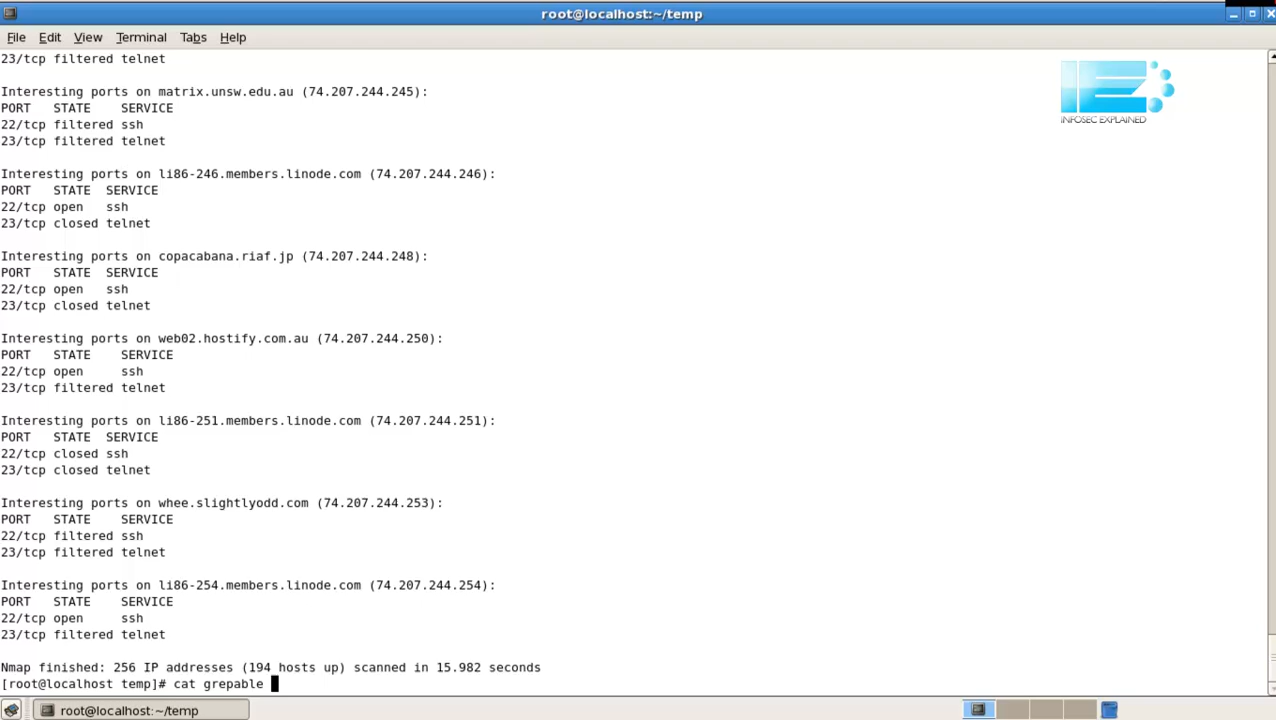 root@localhost:~/temp
File Edit View Terminal Tabs Help
23/tcp filtered telnet
Interesting ports on matrix.unsw.edu.au (74.207.244.245):
PORT   STATE    SERVICE
22/tcp filtered ssh
23/tcp filtered telnet
Interesting ports on li86-246.members.linode.com (74.207.244.246):
PORT   STATE  SERVICE
22/tcp open   ssh
23/tcp closed telnet
Interesting ports on copacabana.riaf.jp (74.207.244.248):
PORT   STATE  SERVICE
22/tcp open   ssh
23/tcp closed telnet
Interesting ports on web02.hostify.com.au (74.207.244.250):
PORT   STATE    SERVICE
22/tcp open     ssh
23/tcp filtered telnet
Interesting ports on li86-251.members.linode.com (74.207.244.251):
PORT   STATE  SERVICE
22/tcp closed ssh
23/tcp closed telnet
Interesting ports on whee.slightlyodd.com (74.207.244.253):
PORT   STATE    SERVICE
22/tcp filtered ssh
23/tcp filtered telnet
Interesting ports on li86-254.members.linode.com (74.207.244.254):
PORT   STATE    SERVICE
22/tcp open     ssh
23/tcp filtered telnet
Nmap finished: 256 IP addresses (194 hosts up) scanned in 15.982 seconds
[root@localhost temp]# cat grepable
IE
INFOSEC EXPLAINED
root@localhost:~/temp